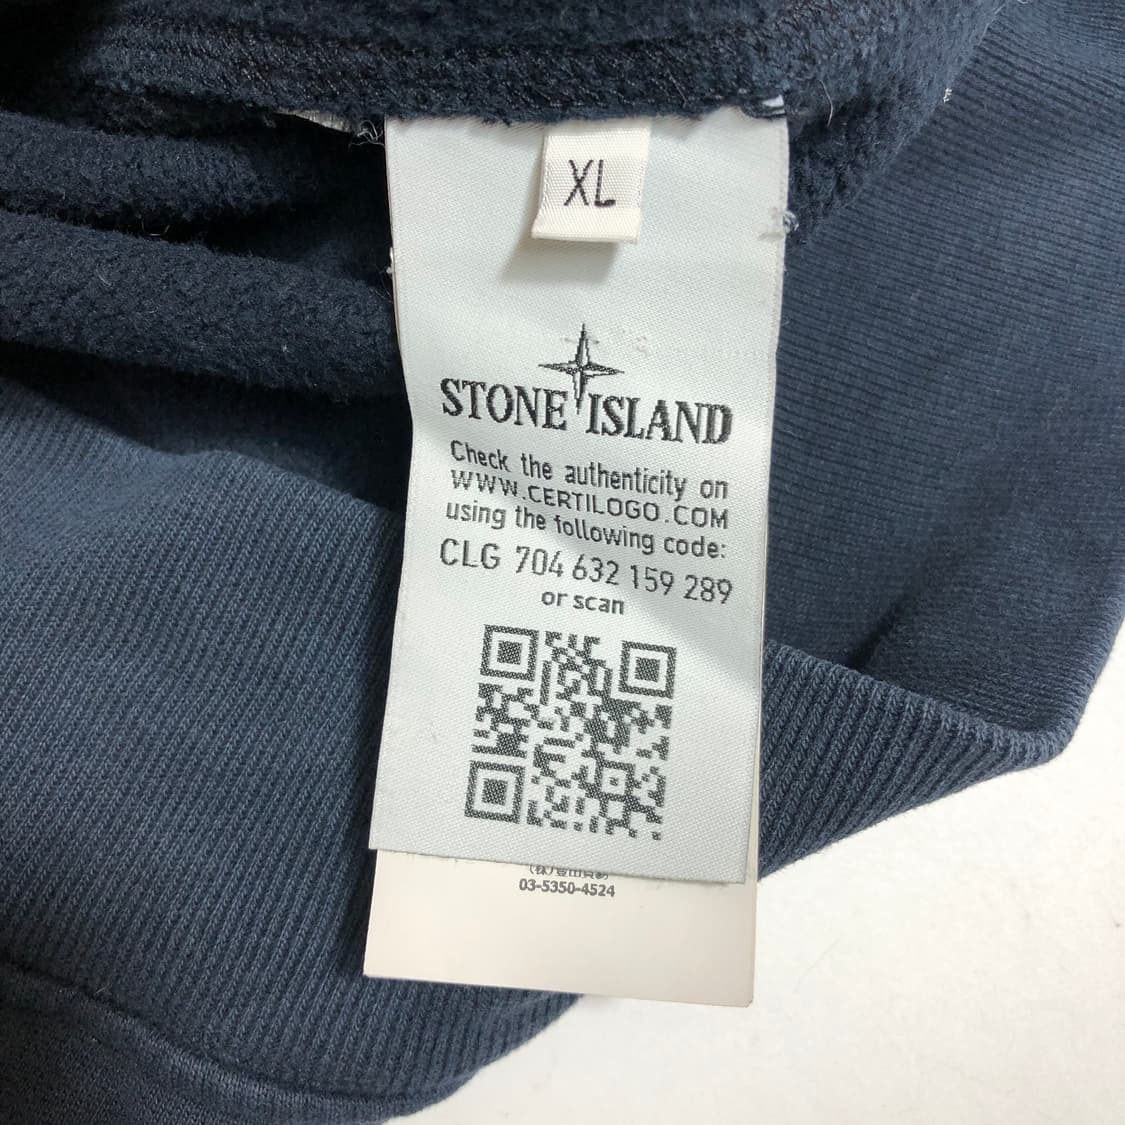 XL
STONE ISLAND
Check the authenticity on
WWW.CERTILOGO.COM
using the following code:
CLG 704 632 159 289
or scan
03-5350-4524